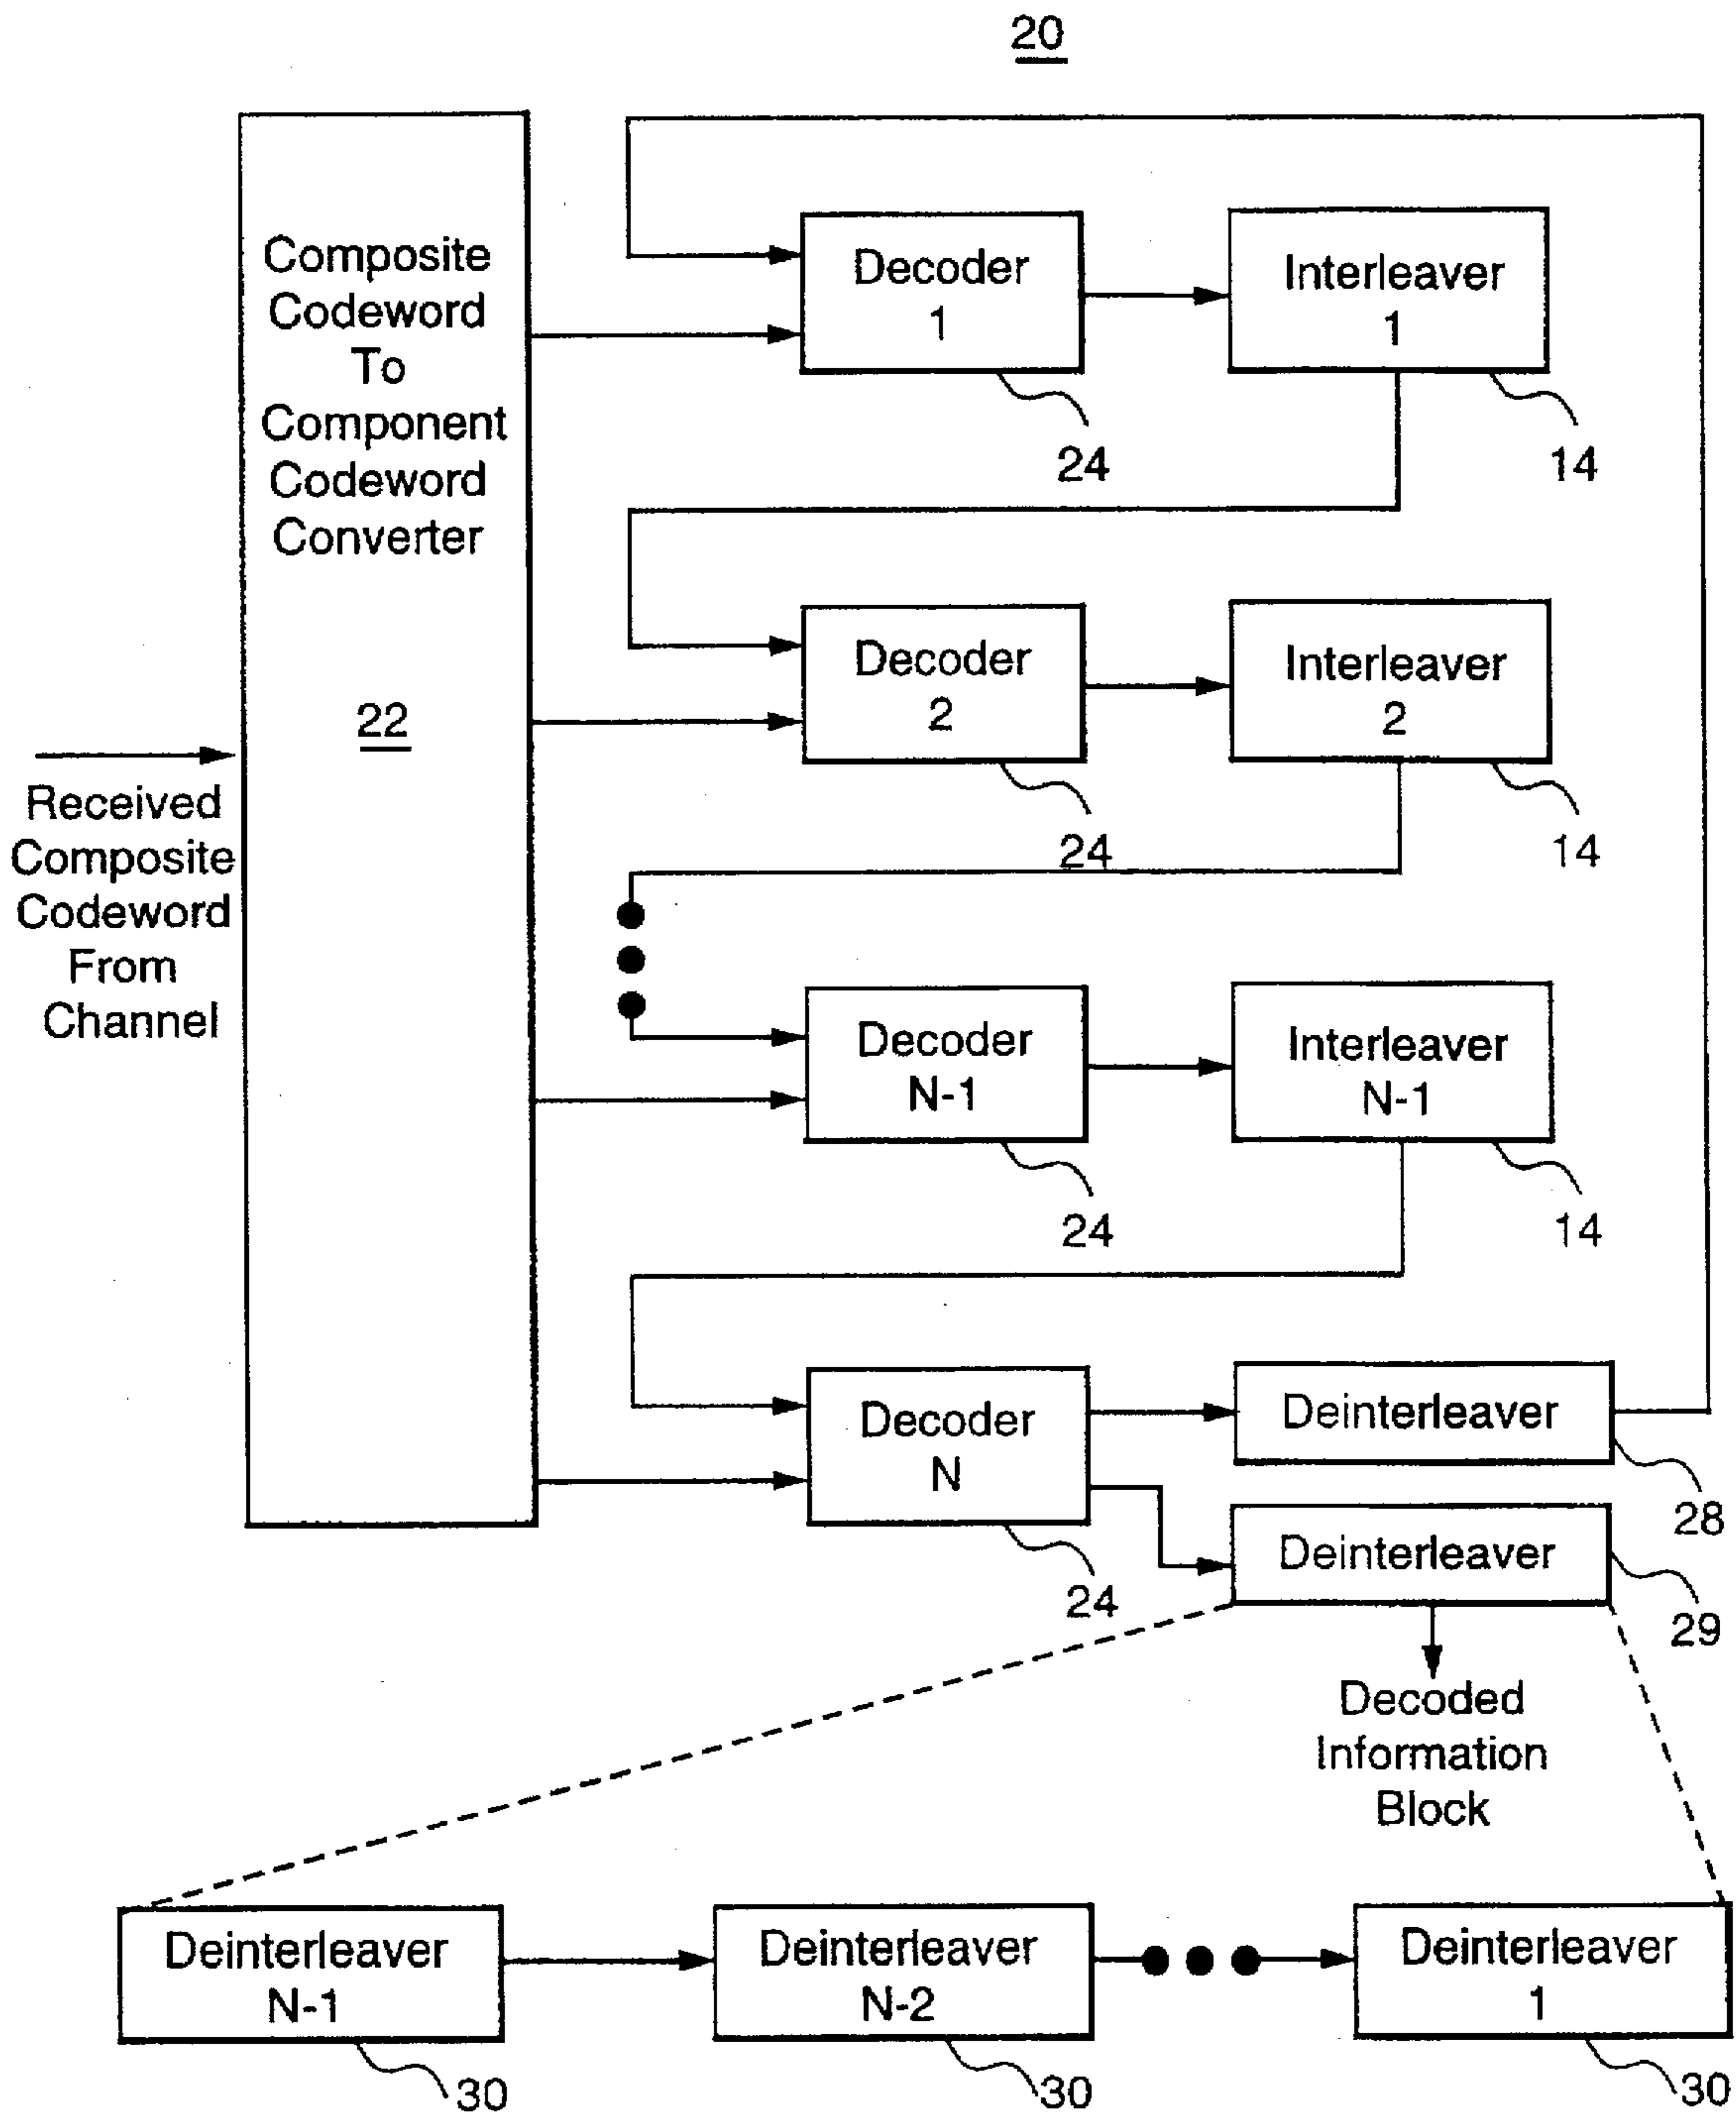 20
Composite
Codeword
To
Component
Codeword
Converter
22
Received
Composite
Codeword
From
Channel
Decoder
1
24
Interleaver
1
14
Decoder
2
24
Interleaver
2
14
Decoder
N-1
24
Interleaver
N-1
14
Decoder
N
24
Deinterleaver
28
Deinterleaver
29
Decoded
Information
Block
Deinterleaver
N-1
30
Deinterleaver
N-2
30
Deinterleaver
1
30